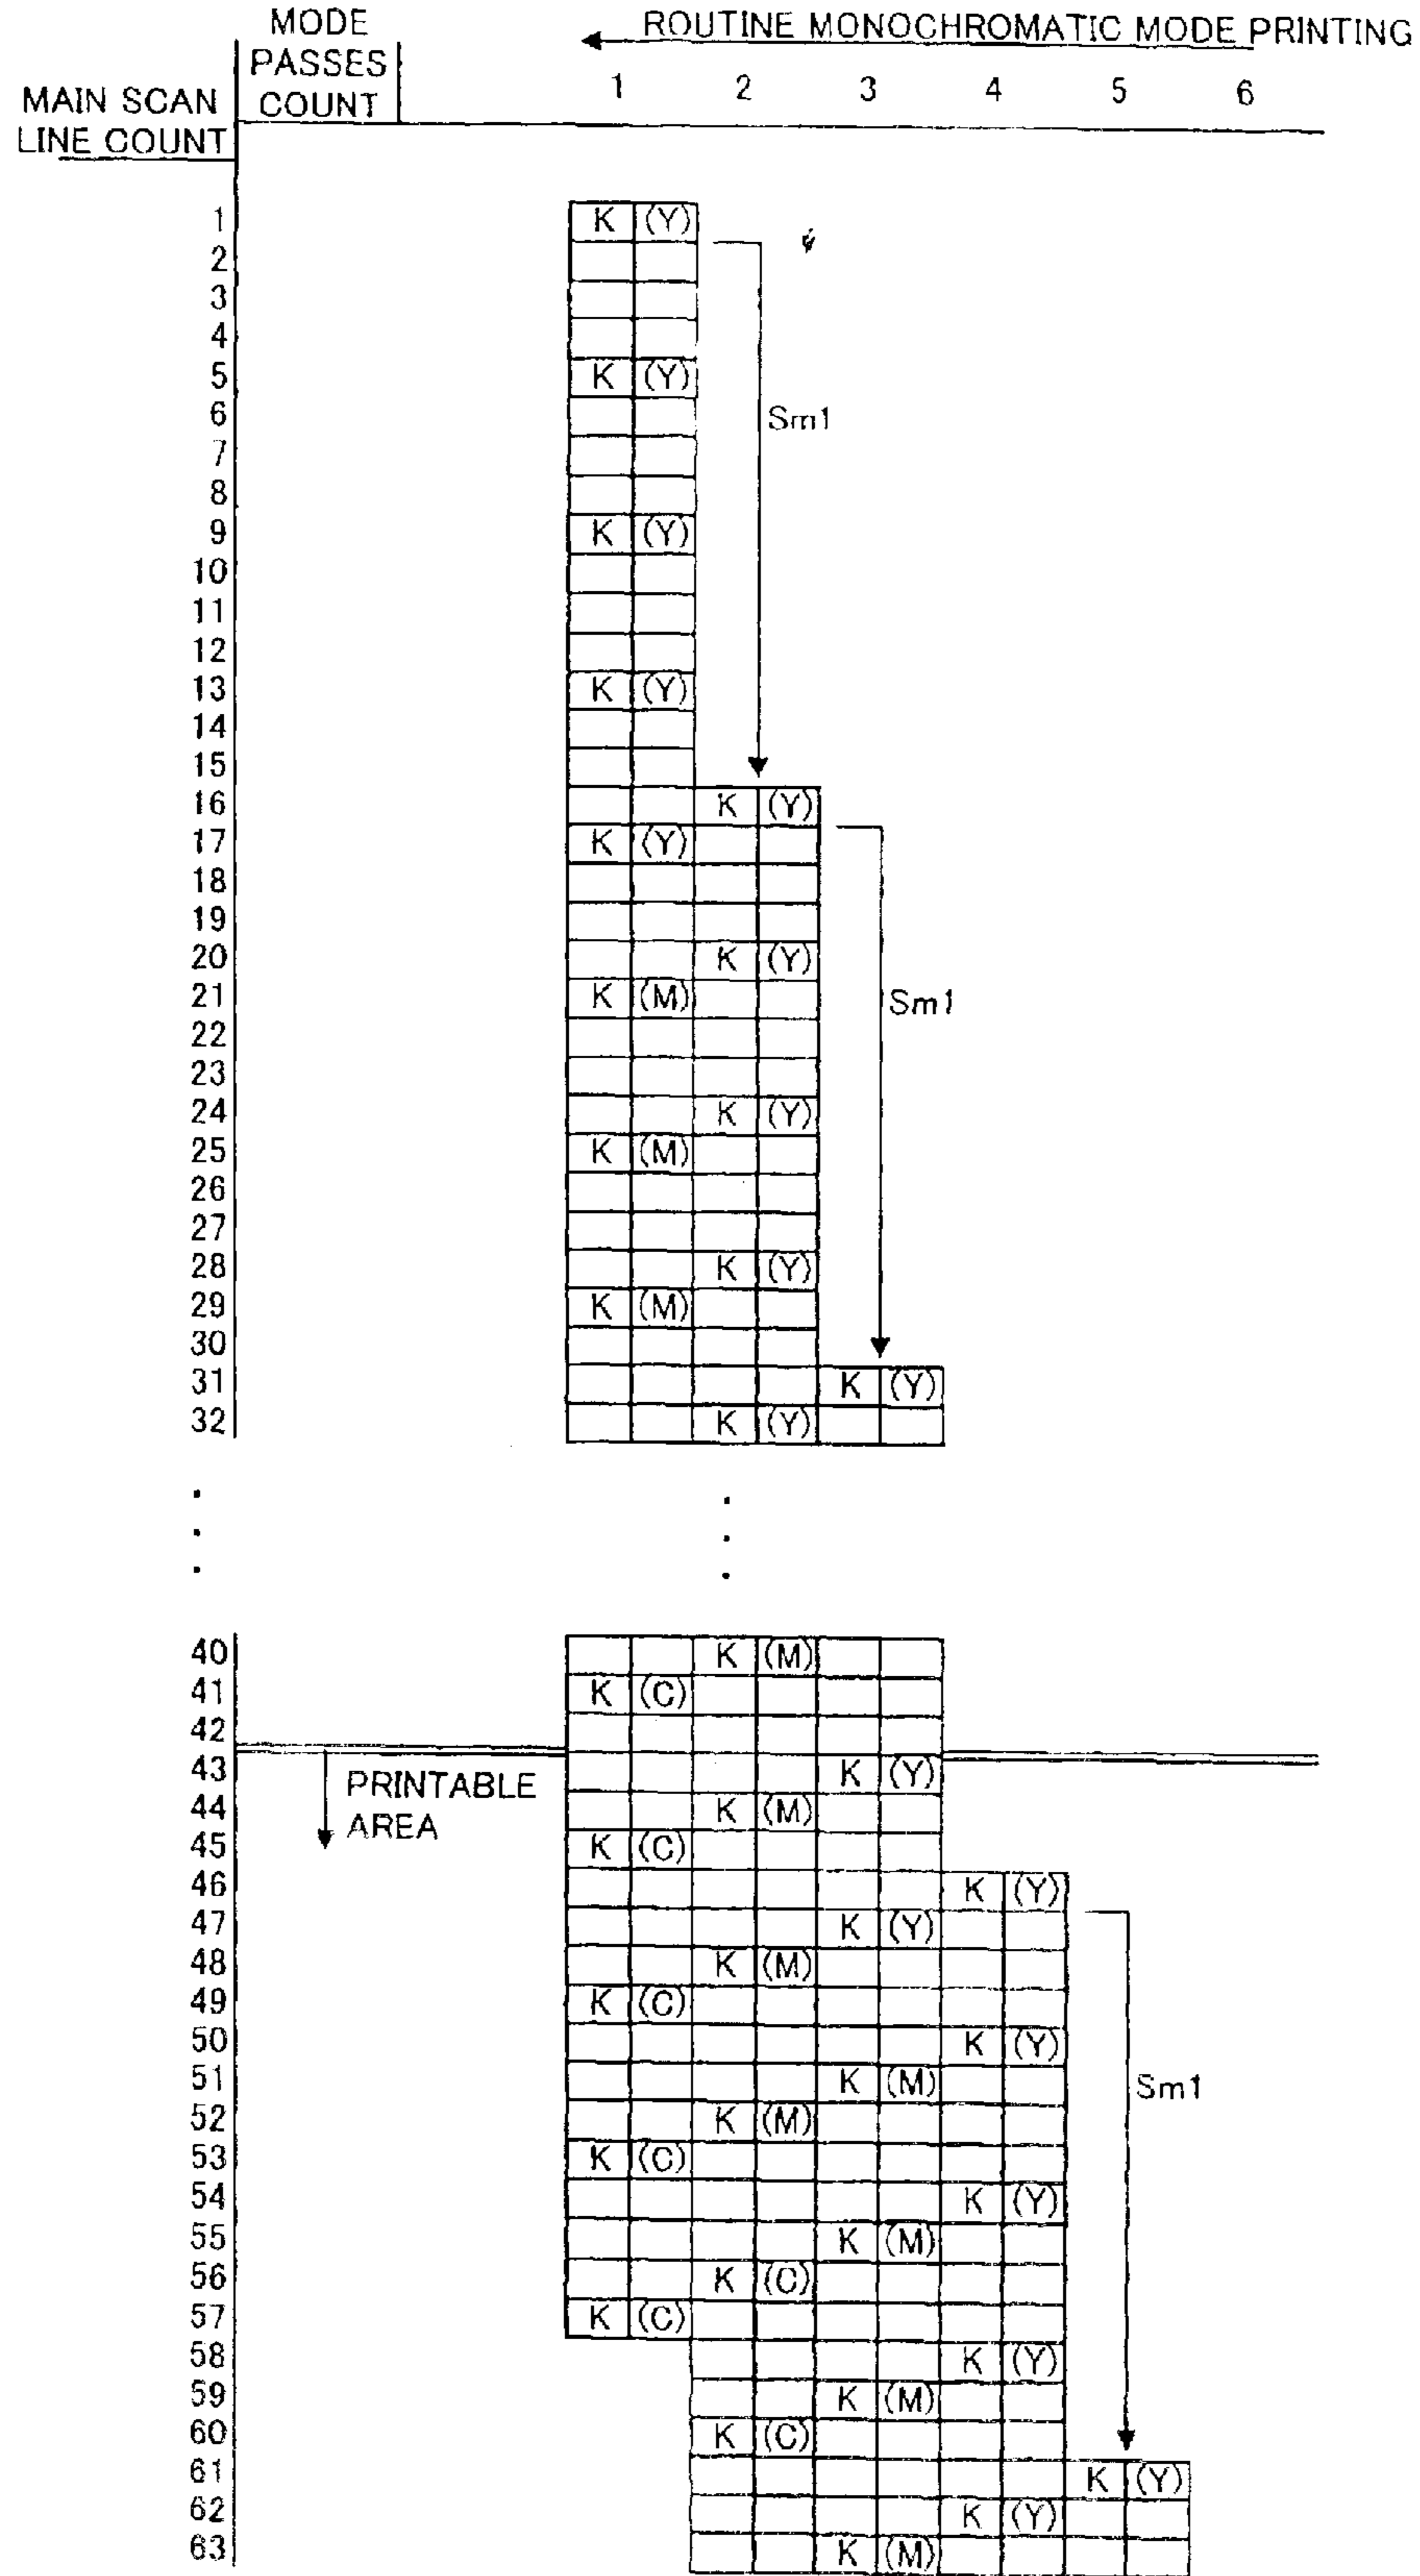 MODE PASSES COUNT
ROUTINE MONOCHROMATIC MODE PRINTING
MAIN SCAN LINE COUNT
1 2 3 4 5 6
1 K (Y)
2
3
4
5 K (Y)
6
Sm1
7
8
9 K (Y)
10
11
12
13 K (Y)
14
15
16 K (Y)
17 K (Y)
18
19
20 K (Y)
21 K (M)
Sm1
22
23
24 K (Y)
25 K (M)
26
27
28 K (Y)
29 K (M)
30
31 K (Y)
32 K (Y)
40 K (M)
41 K (C)
42
43 K (Y)
PRINTABLE AREA
44 K (M)
45 K (C)
46 K (Y)
47 K (Y)
48 K (M)
49 K (C)
50 K (Y)
51 K (M)
Sm1
52 K (M)
53 K (C)
54 K (Y)
55 K (M)
56 K (C)
57 K (C)
58 K (Y)
59 K (M)
60 K (C)
61 K (Y)
62 K (Y)
63 K (M)